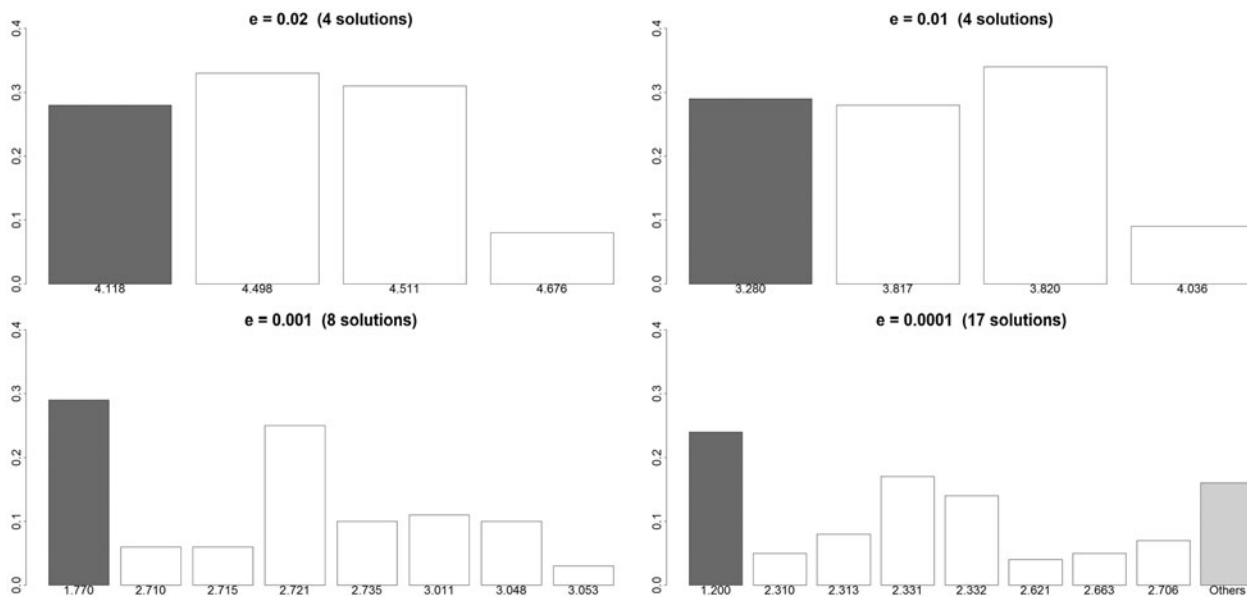 e = 0.02 (4 solutions)
0.4
0.3
0.2
0.1
0.0
4.118 4.498 4.511 4.676
e = 0.01 (4 solutions)
0.4
0.3
0.2
0.1
0.0
3.280 3.817 3.820 4.036
e = 0.001 (8 solutions)
0.4
0.3
0.2
0.1
0.0
1.770 2.710 2.715 2.721 2.735 3.011 3.048 3.053
e = 0.0001 (17 solutions)
0.4
0.3
0.2
0.1
0.0
1.200 2.310 2.313 2.331 2.332 2.621 2.663 2.706 Others